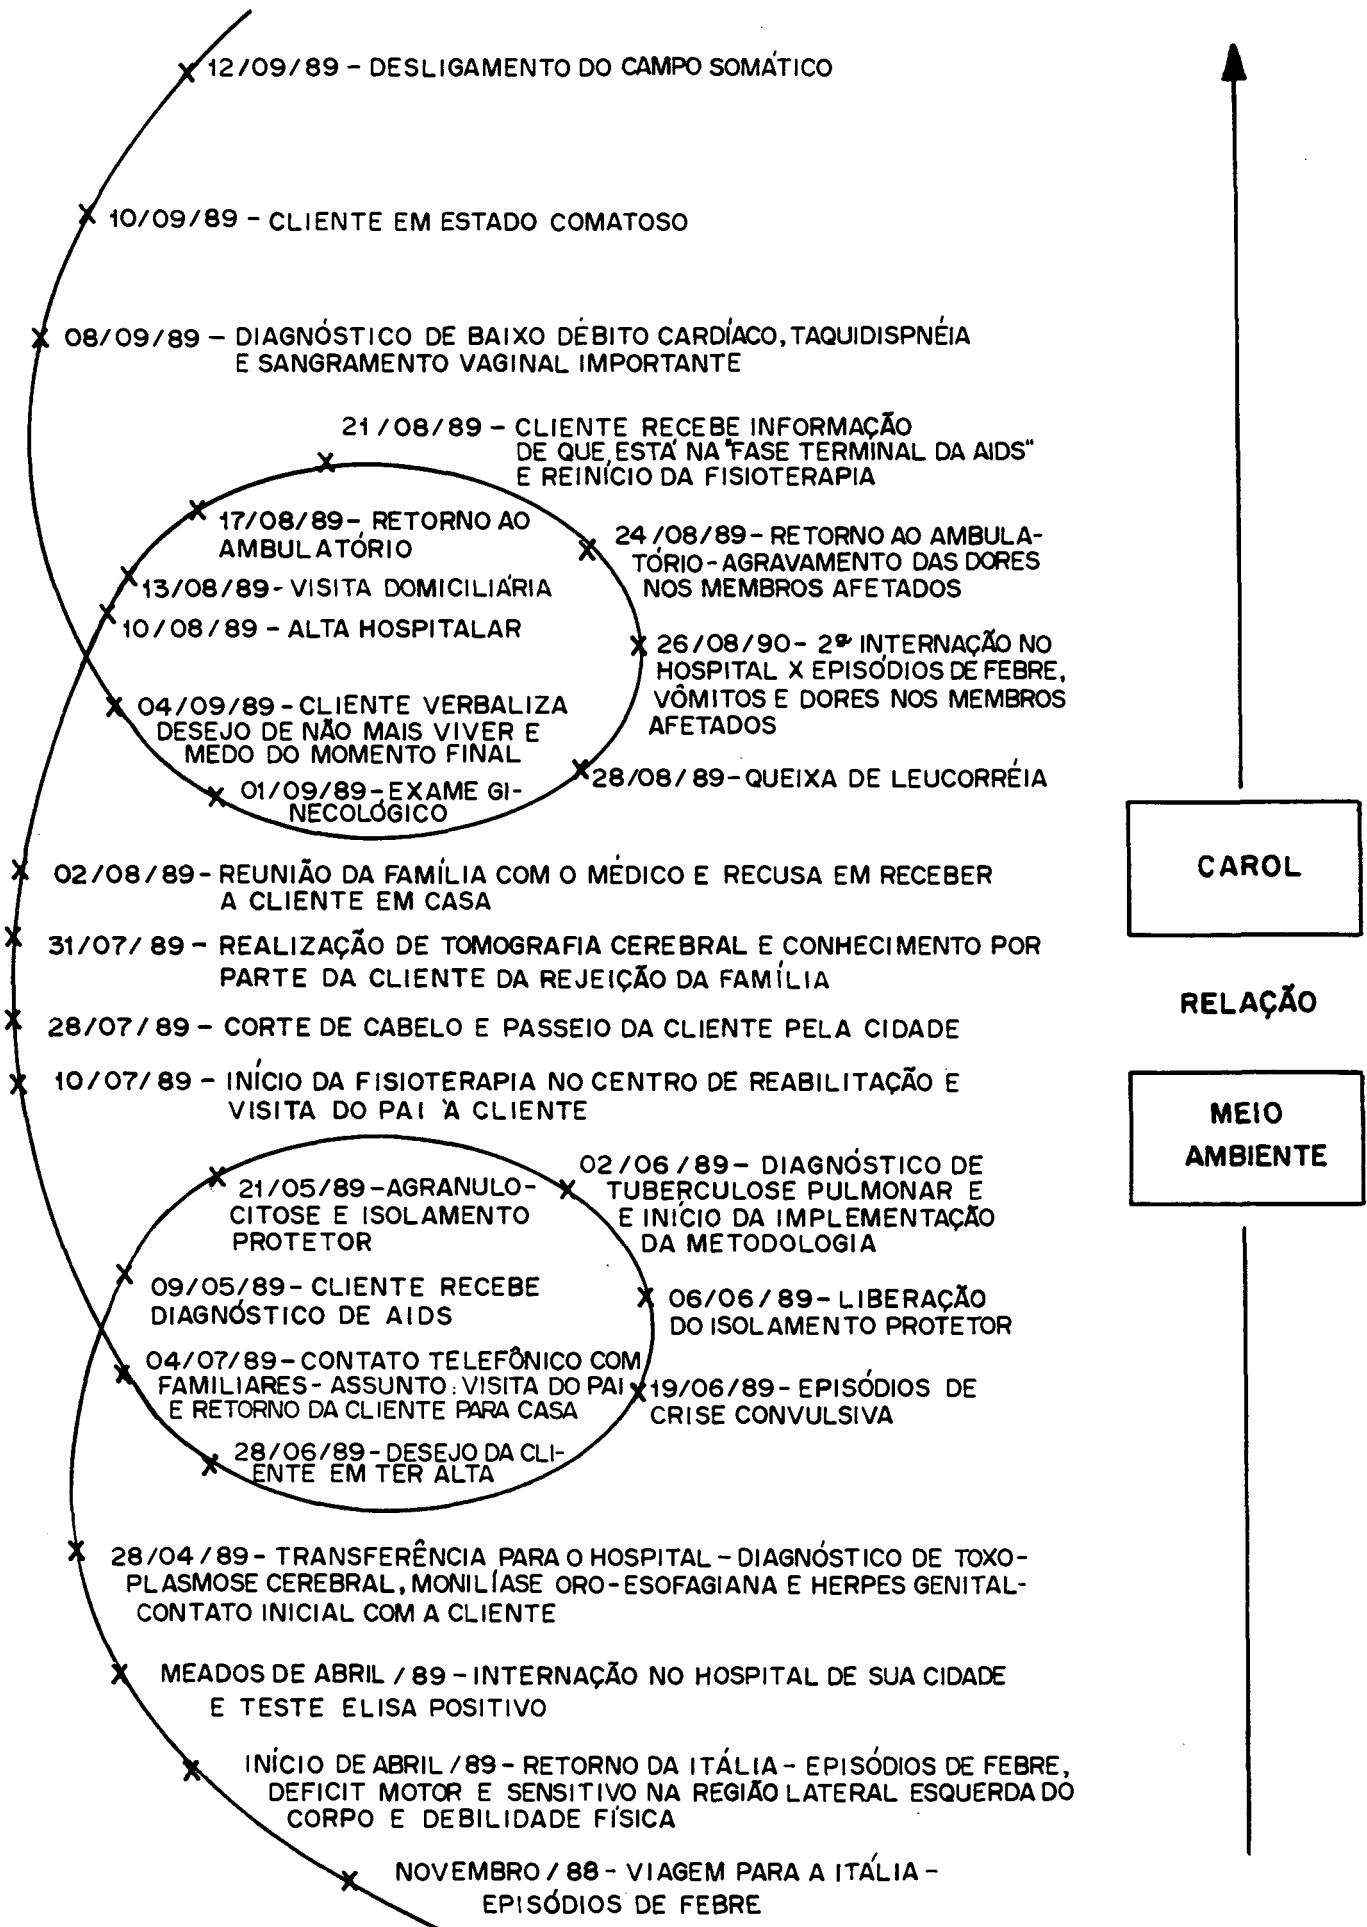 12/09/89 - DESLIGAMENTO DO CAMPO SOMÁTICO
10/09/89 - CLIENTE EM ESTADO COMATOSO
08/09/89 - DIAGNÓSTICO DE BAIXO DÉBITO CARDÍACO, TAQUIDISPNÉIA
E SANGRAMENTO VAGINAL IMPORTANTE
21/08/89 - CLIENTE RECEBE INFORMAÇÃO
DE QUE ESTÁ NA "FASE TERMINAL DA AIDS"
E REINÍCIO DA FISIOTERAPIA
17/08/89 - RETORNO AO
AMBULATÓRIO
24/08/89 - RETORNO AO AMBULA-
TÓRIO - AGRAVAMENTO DAS DORES
NOS MEMBROS AFETADOS
13/08/89 - VISITA DOMICILIÁRIA
10/08/89 - ALTA HOSPITALAR
26/08/90 - 2ª INTERNAÇÃO NO
HOSPITAL X EPISÓDIOS DE FEBRE,
VÔMITOS E DORES NOS MEMBROS
AFETADOS
04/09/89 - CLIENTE VERBALIZA
DESEJO DE NÃO MAIS VIVER E
MEDO DO MOMENTO FINAL
28/08/89 - QUEIXA DE LEUCORRÉIA
01/09/89 - EXAME GI-
NECOLÓGICO
02/08/89 - REUNIÃO DA FAMÍLIA COM O MÉDICO E RECUSA EM RECEBER
A CLIENTE EM CASA
31/07/89 - REALIZAÇÃO DE TOMOGRAFIA CEREBRAL E CONHECIMENTO POR
PARTE DA CLIENTE DA REJEIÇÃO DA FAMÍLIA
28/07/89 - CORTE DE CABELO E PASSEIO DA CLIENTE PELA CIDADE
10/07/89 - INÍCIO DA FISIOTERAPIA NO CENTRO DE REABILITAÇÃO E
VISITA DO PAI À CLIENTE
CAROL
RELAÇÃO
MEIO
AMBIENTE
21/05/89 - AGRANULO-
CITOSE E ISOLAMENTO
PROTETOR
02/06/89 - DIAGNÓSTICO DE
TUBERCULOSE PULMONAR E
E INÍCIO DA IMPLEMENTAÇÃO
DA METODOLOGIA
09/05/89 - CLIENTE RECEBE
DIAGNÓSTICO DE AIDS
06/06/89 - LIBERAÇÃO
DO ISOLAMENTO PROTETOR
04/07/89 - CONTATO TELEFÔNICO COM
FAMILIARES - ASSUNTO: VISITA DO PAI
E RETORNO DA CLIENTE PARA CASA
19/06/89 - EPISÓDIOS DE
CRISE CONVULSIVA
28/06/89 - DESEJO DA CLI-
ENTE EM TER ALTA
28/04/89 - TRANSFERÊNCIA PARA O HOSPITAL - DIAGNÓSTICO DE TOXO-
PLASMOSE CEREBRAL, MONILÍASE ORO-ESOFAGIANA E HERPES GENITAL-
CONTATO INICIAL COM A CLIENTE
MEADOS DE ABRIL / 89 - INTERNAÇÃO NO HOSPITAL DE SUA CIDADE
E TESTE ELISA POSITIVO
INÍCIO DE ABRIL / 89 - RETORNO DA ITÁLIA - EPISÓDIOS DE FEBRE,
DEFICIT MOTOR E SENSITIVO NA REGIÃO LATERAL ESQUERDA DO
CORPO E DEBILIDADE FÍSICA
NOVEMBRO / 88 - VIAGEM PARA A ITÁLIA -
EPISÓDIOS DE FEBRE